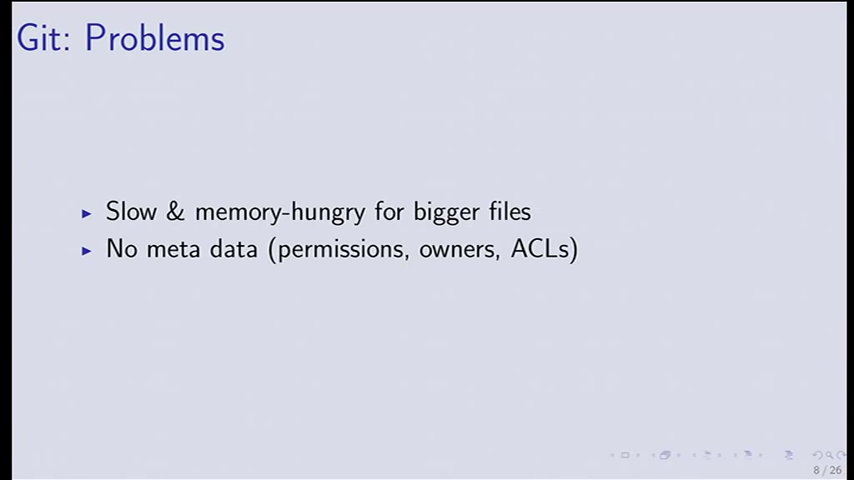 Git: Problems
Slow & memory-hungry for bigger files
No meta data (permissions, owners, ACLs)
8 / 26